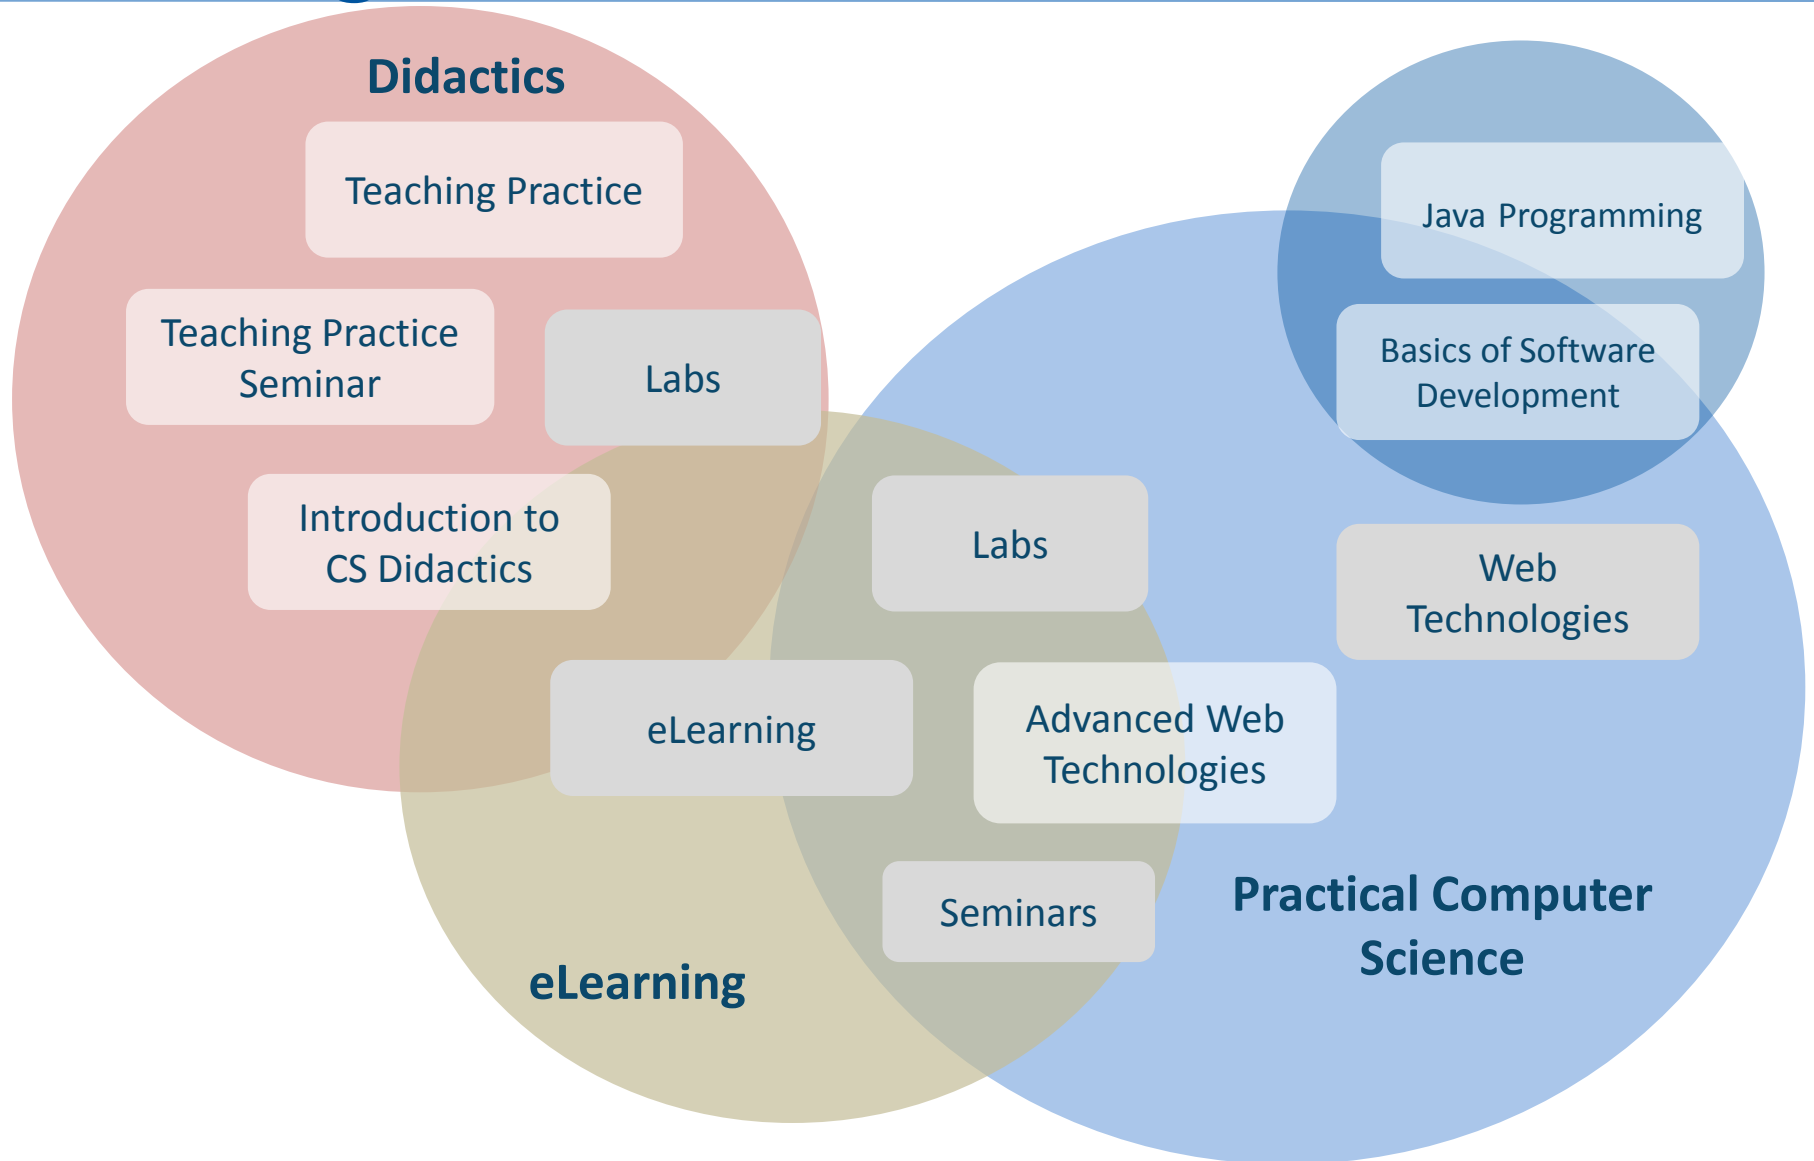 Didactics
Teaching Practice
Teaching Practice
Seminar
Labs
Introduction to
CS Didactics
eLearning
eLearning
Labs
Advanced Web
Technologies
Seminars
Java Programming
Basics of Software
Development
Web
Technologies
Practical Computer
Science